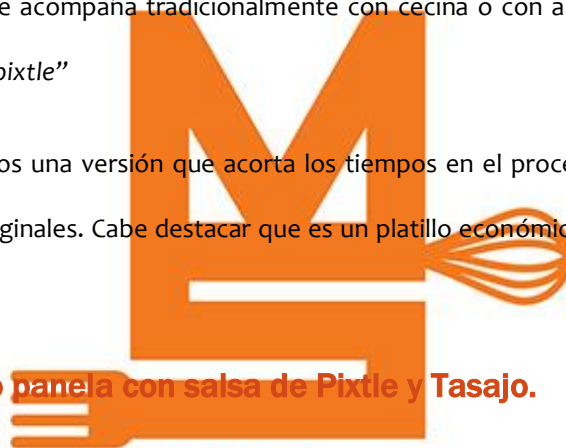 e acompaña tradicionalmente con cecina o con a
pixtle”
os una versión que acorta los tiempos en el proce
ginales. Cabe destacar que es un platillo económic
o panela con salsa de Pixtle y Tasajo.